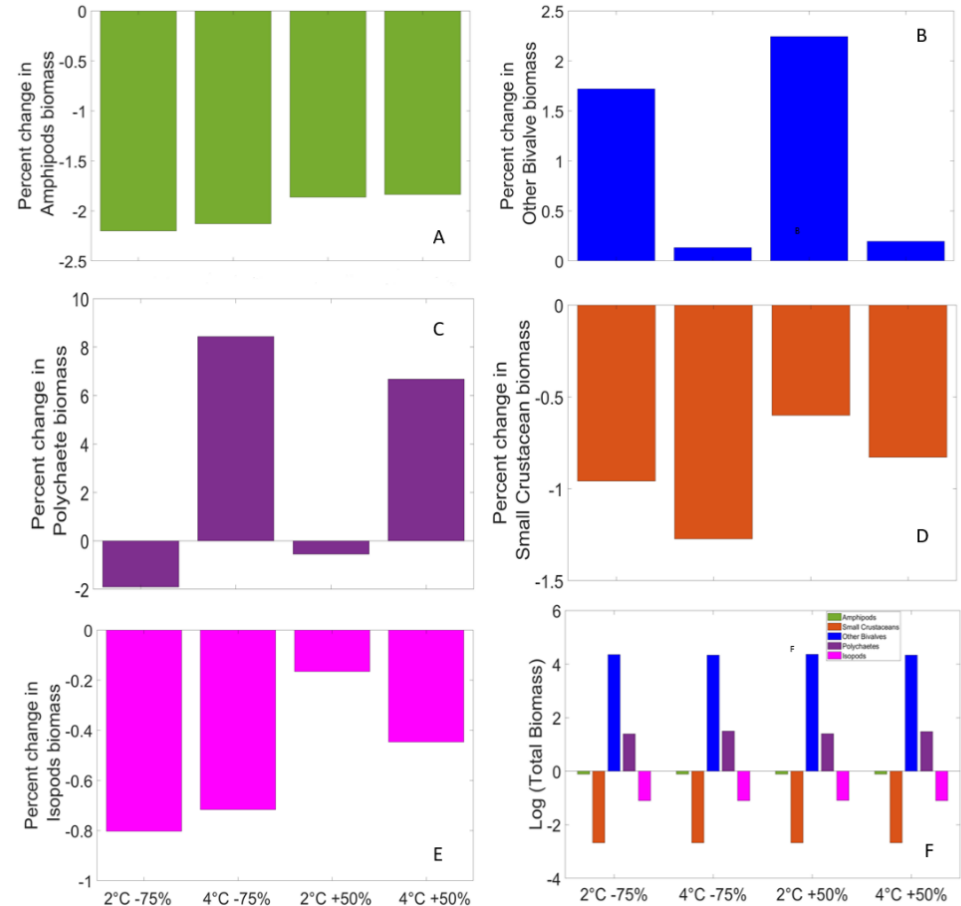 Percent change in
Amphipods biomass
0
-0.5
-1
-1.5
-2
-2.5
A
Percent change in
Other Bivalve biomass
2.5
2
1.5
1
0.5
0
B
Percent change in
Polychaete biomass
10
8
6
4
2
0
-2
C
Percent change in
Small Crustacean biomass
0
-0.5
-1
-1.5
D
Percent change in
Isopods biomass
0
-0.2
-0.4
-0.6
-0.8
-1
E
2°C -75% 4°C -75% 2°C +50% 4°C +50%
Log (Total Biomass)
6
4
2
0
-2
-4
Amphipods
Small Crustaceans
Other Bivalves
Polychaetes
Isopods
F
F
2°C -75% 4°C -75% 2°C +50% 4°C +50%